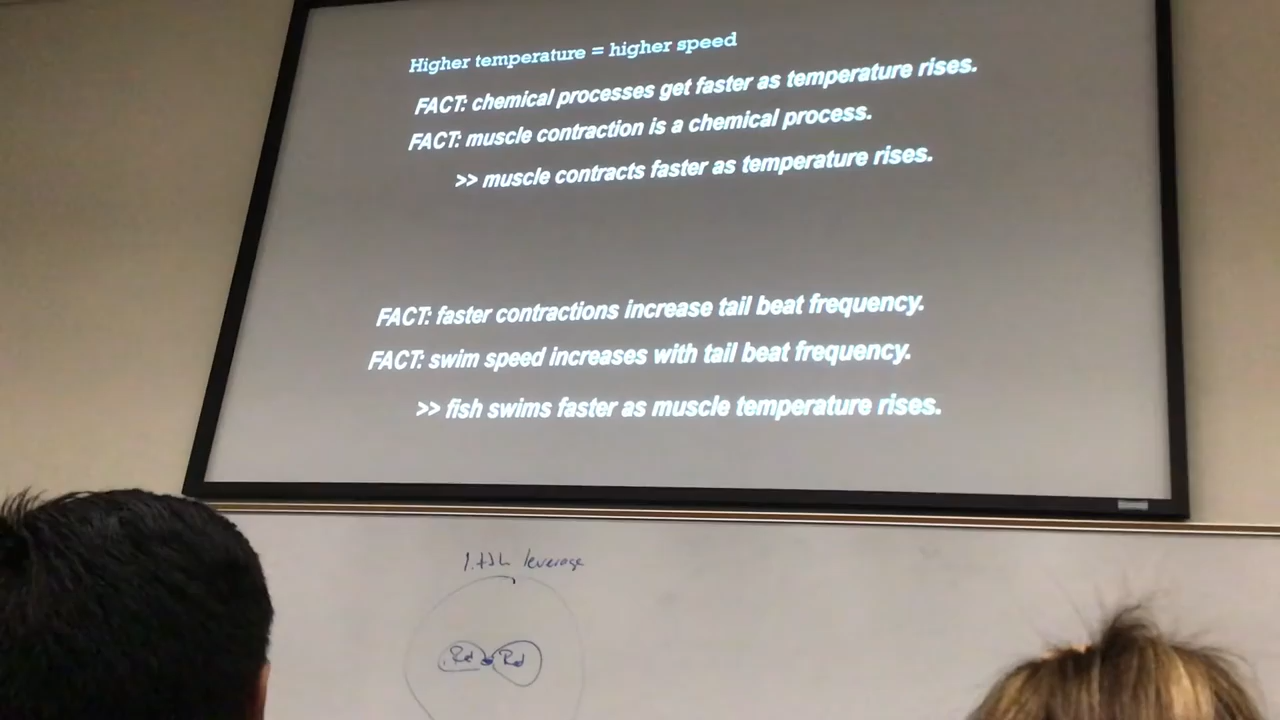 Higher temperature = higher speed
FACT: chemical processes get faster as temperature rises.
FACT: muscle contraction is a chemical process.
>> muscle contracts faster as temperature rises.
FACT: faster contractions increase tail beat frequency.
FACT: swim speed increases with tail beat frequency.
>> fish swims faster as muscle temperature rises.
leverage
Rd Rd